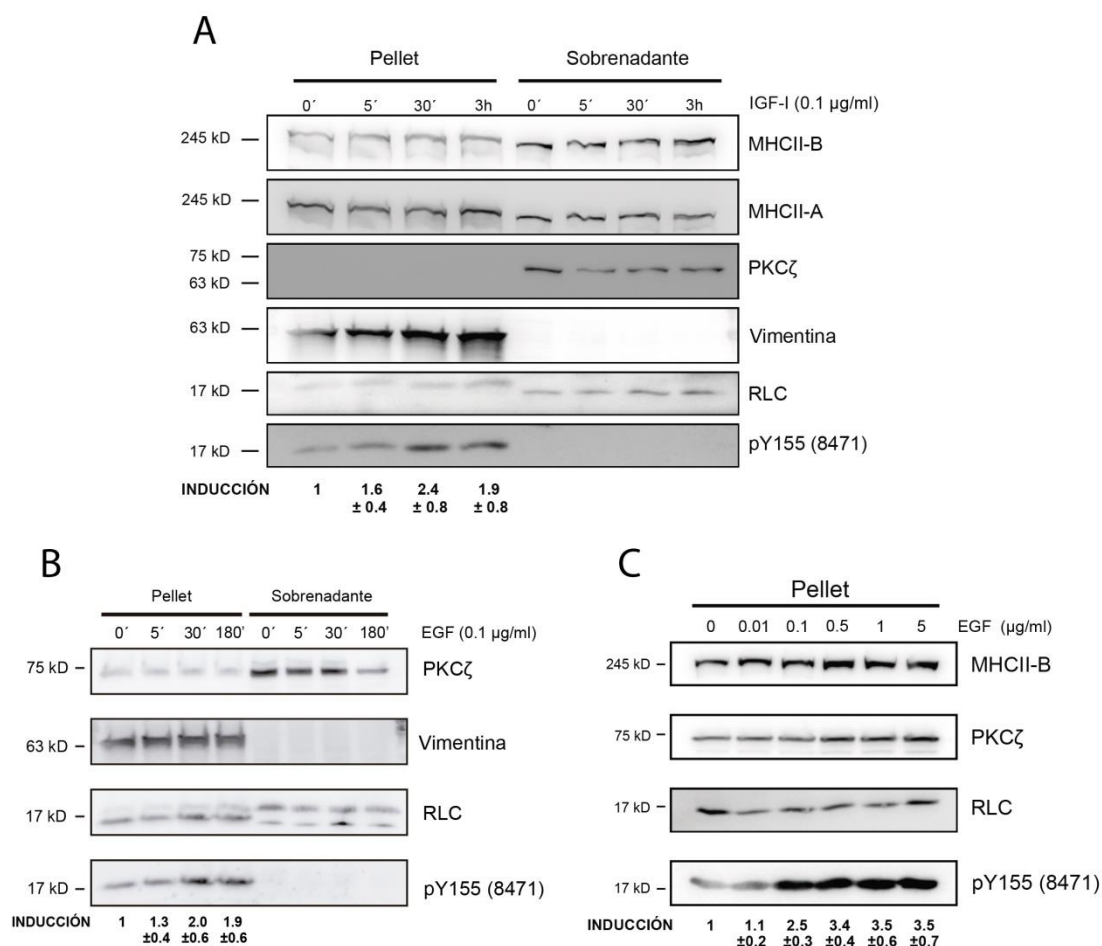 A
Pellet Sobrenadante
0´ 5´ 30´ 3h 0´ 5´ 30´ 3h IGF-I (0.1 µg/ml)
245 kD MHCII-B
245 kD MHCII-A
75 kD
63 kD PKCζ
63 kD Vimentina
17 kD RLC
17 kD pY155 (8471)
INDUCCIÓN 1 1.6 2.4 1.9
± 0.4 ± 0.8 ± 0.8
B
Pellet Sobrenadante
0´ 5´ 30´ 180' 0´ 5´ 30´ 180' EGF (0.1 µg/ml)
75 kD PKCζ
63 kD Vimentina
17 kD RLC
17 kD pY155 (8471)
INDUCCIÓN 1 1.3 2.0 1.9
±0.4 ±0.6 ±0.6
C
Pellet
0 0.01 0.1 0.5 1 5 EGF (µg/ml)
245 kD MHCII-B
75 kD PKCζ
17 kD RLC
17 kD pY155 (8471)
INDUCCIÓN 1 1.1 2.5 3.4 3.5 3.5
±0.2 ±0.3 ±0.4 ±0.6 ±0.7